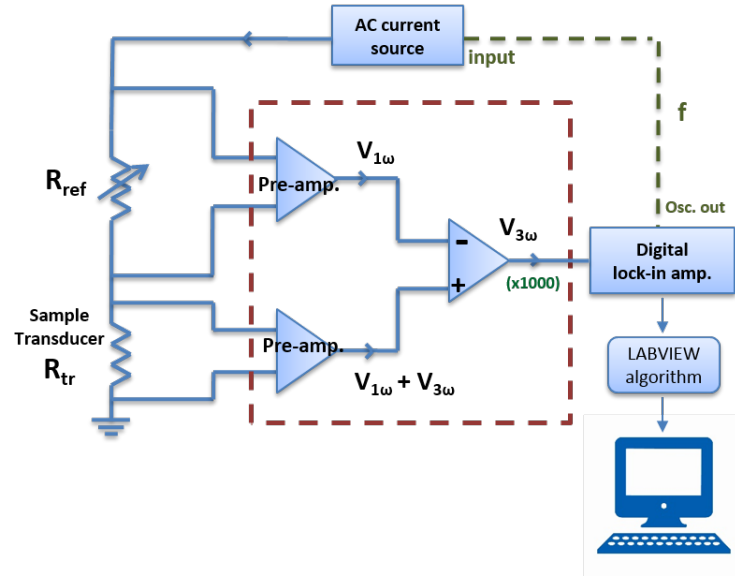 AC current
source
input
f
V1ω
Rref
Pre-amp.
Osc. out
V3ω
-
+
(x1000)
Digital
lock-in amp.
Sample
Transducer
Rtr
Pre-amp.
V1ω + V3ω
LABVIEW
algorithm